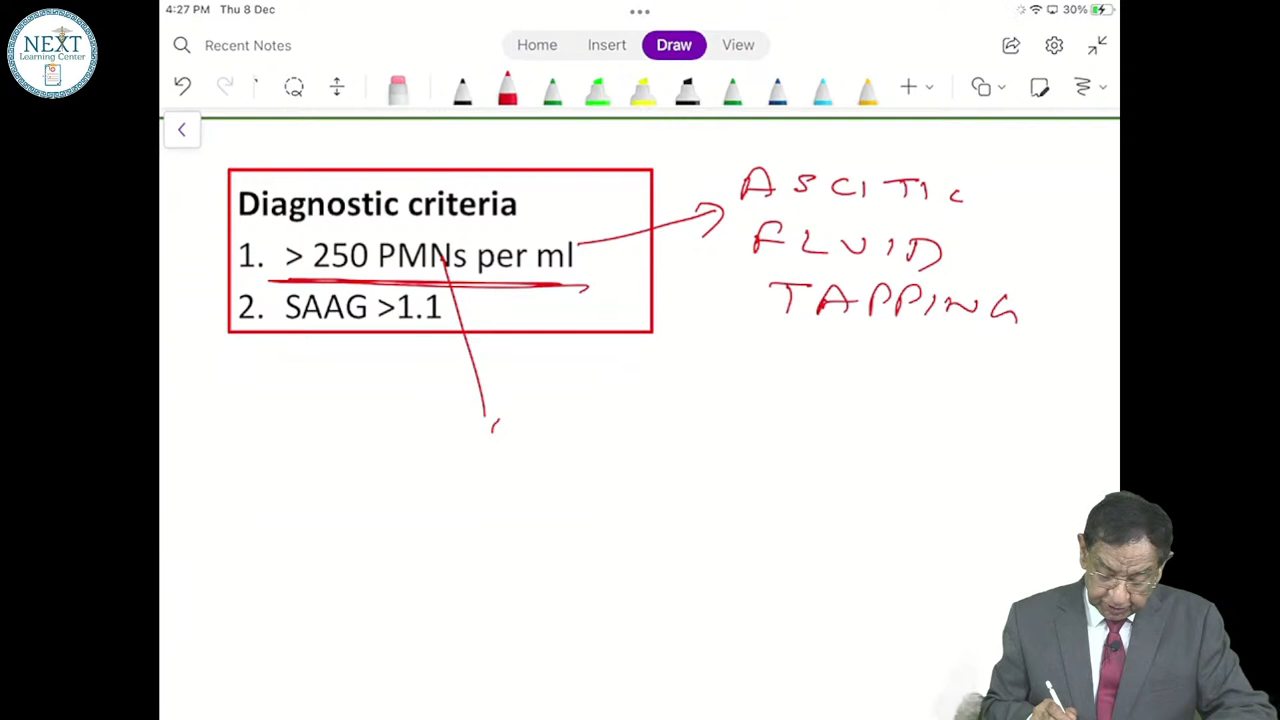 4:27 PM Thu 8 Dec
30%
NEXT
Learning Center
Recent Notes
Home
Insert
Draw
View
Diagnostic criteria
1. > 250 PMNs per ml
2. SAAG >1.1
ASCITIC
FLUID
TAPPING